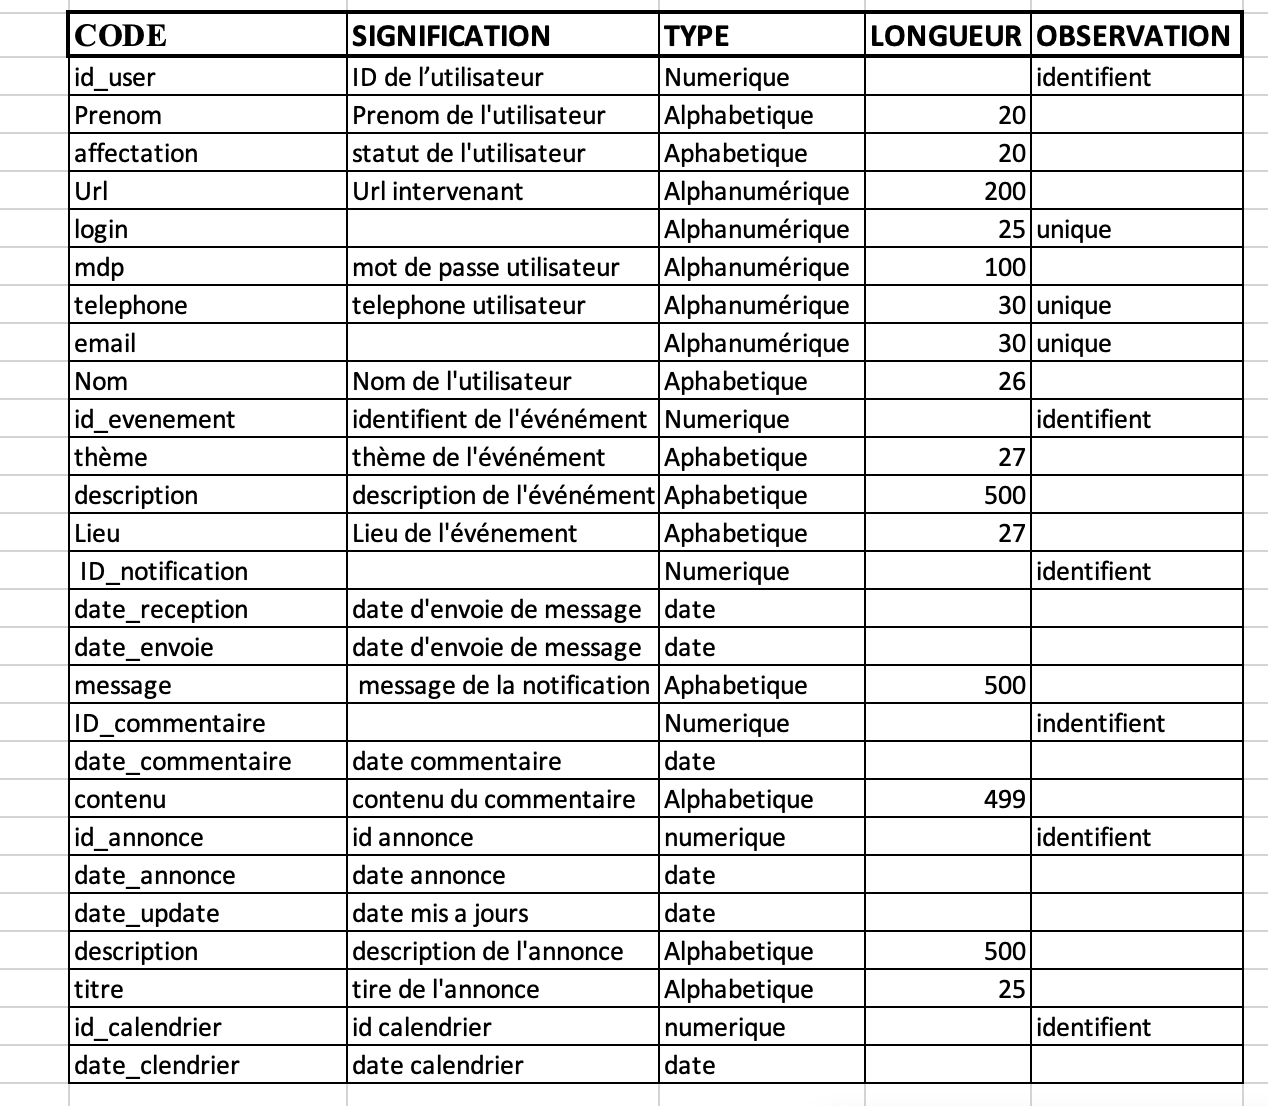 CODE SIGNIFICATION TYPE LONGUEUR OBSERVATION
id_user ID de l’utilisateur Numerique identifient
Prenom Prenom de l'utilisateur Alphabetique 20
affectation statut de l'utilisateur Aphabetique 20
Url Url intervenant Alphanumérique 200
login Alphanumérique 25 unique
mdp mot de passe utilisateur Alphanumérique 100
telephone telephone utilisateur Alphanumérique 30 unique
email Alphanumérique 30 unique
Nom Nom de l'utilisateur Aphabetique 26
id_evenement identifient de l'événément Numerique identifient
thème thème de l'événément Aphabetique 27
description description de l'événément Aphabetique 500
Lieu Lieu de l'événement Aphabetique 27
ID_notification Numerique identifient
date_reception date d'envoie de message date
date_envoie date d'envoie de message date
message message de la notification Aphabetique 500
ID_commentaire Numerique indentifient
date_commentaire date commentaire date
contenu contenu du commentaire Alphabetique 499
id_annonce id annonce numerique identifient
date_annonce date annonce date
date_update date mis a jours date
description description de l'annonce Alphabetique 500
titre tire de l'annonce Alphabetique 25
id_calendrier id calendrier numerique identifient
date_clendrier date calendrier date